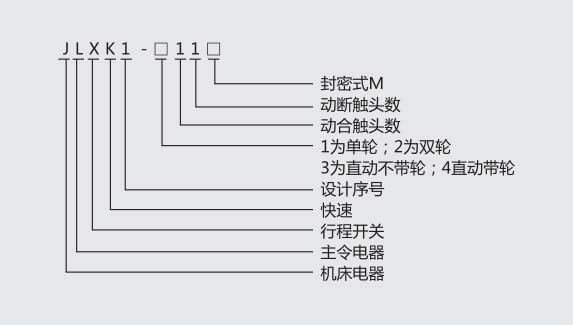 JLXK1-□11□
封密式M
动断触头数
动合触头数
1为单轮；2为双轮
3为直动不带轮；4直动带轮
设计序号
快速
行程开关
主令电器
机床电器